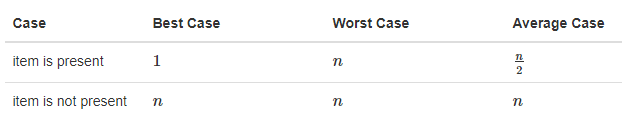 Case Best Case Worst Case Average Case
item is present 1 n n/2
item is not present n n n